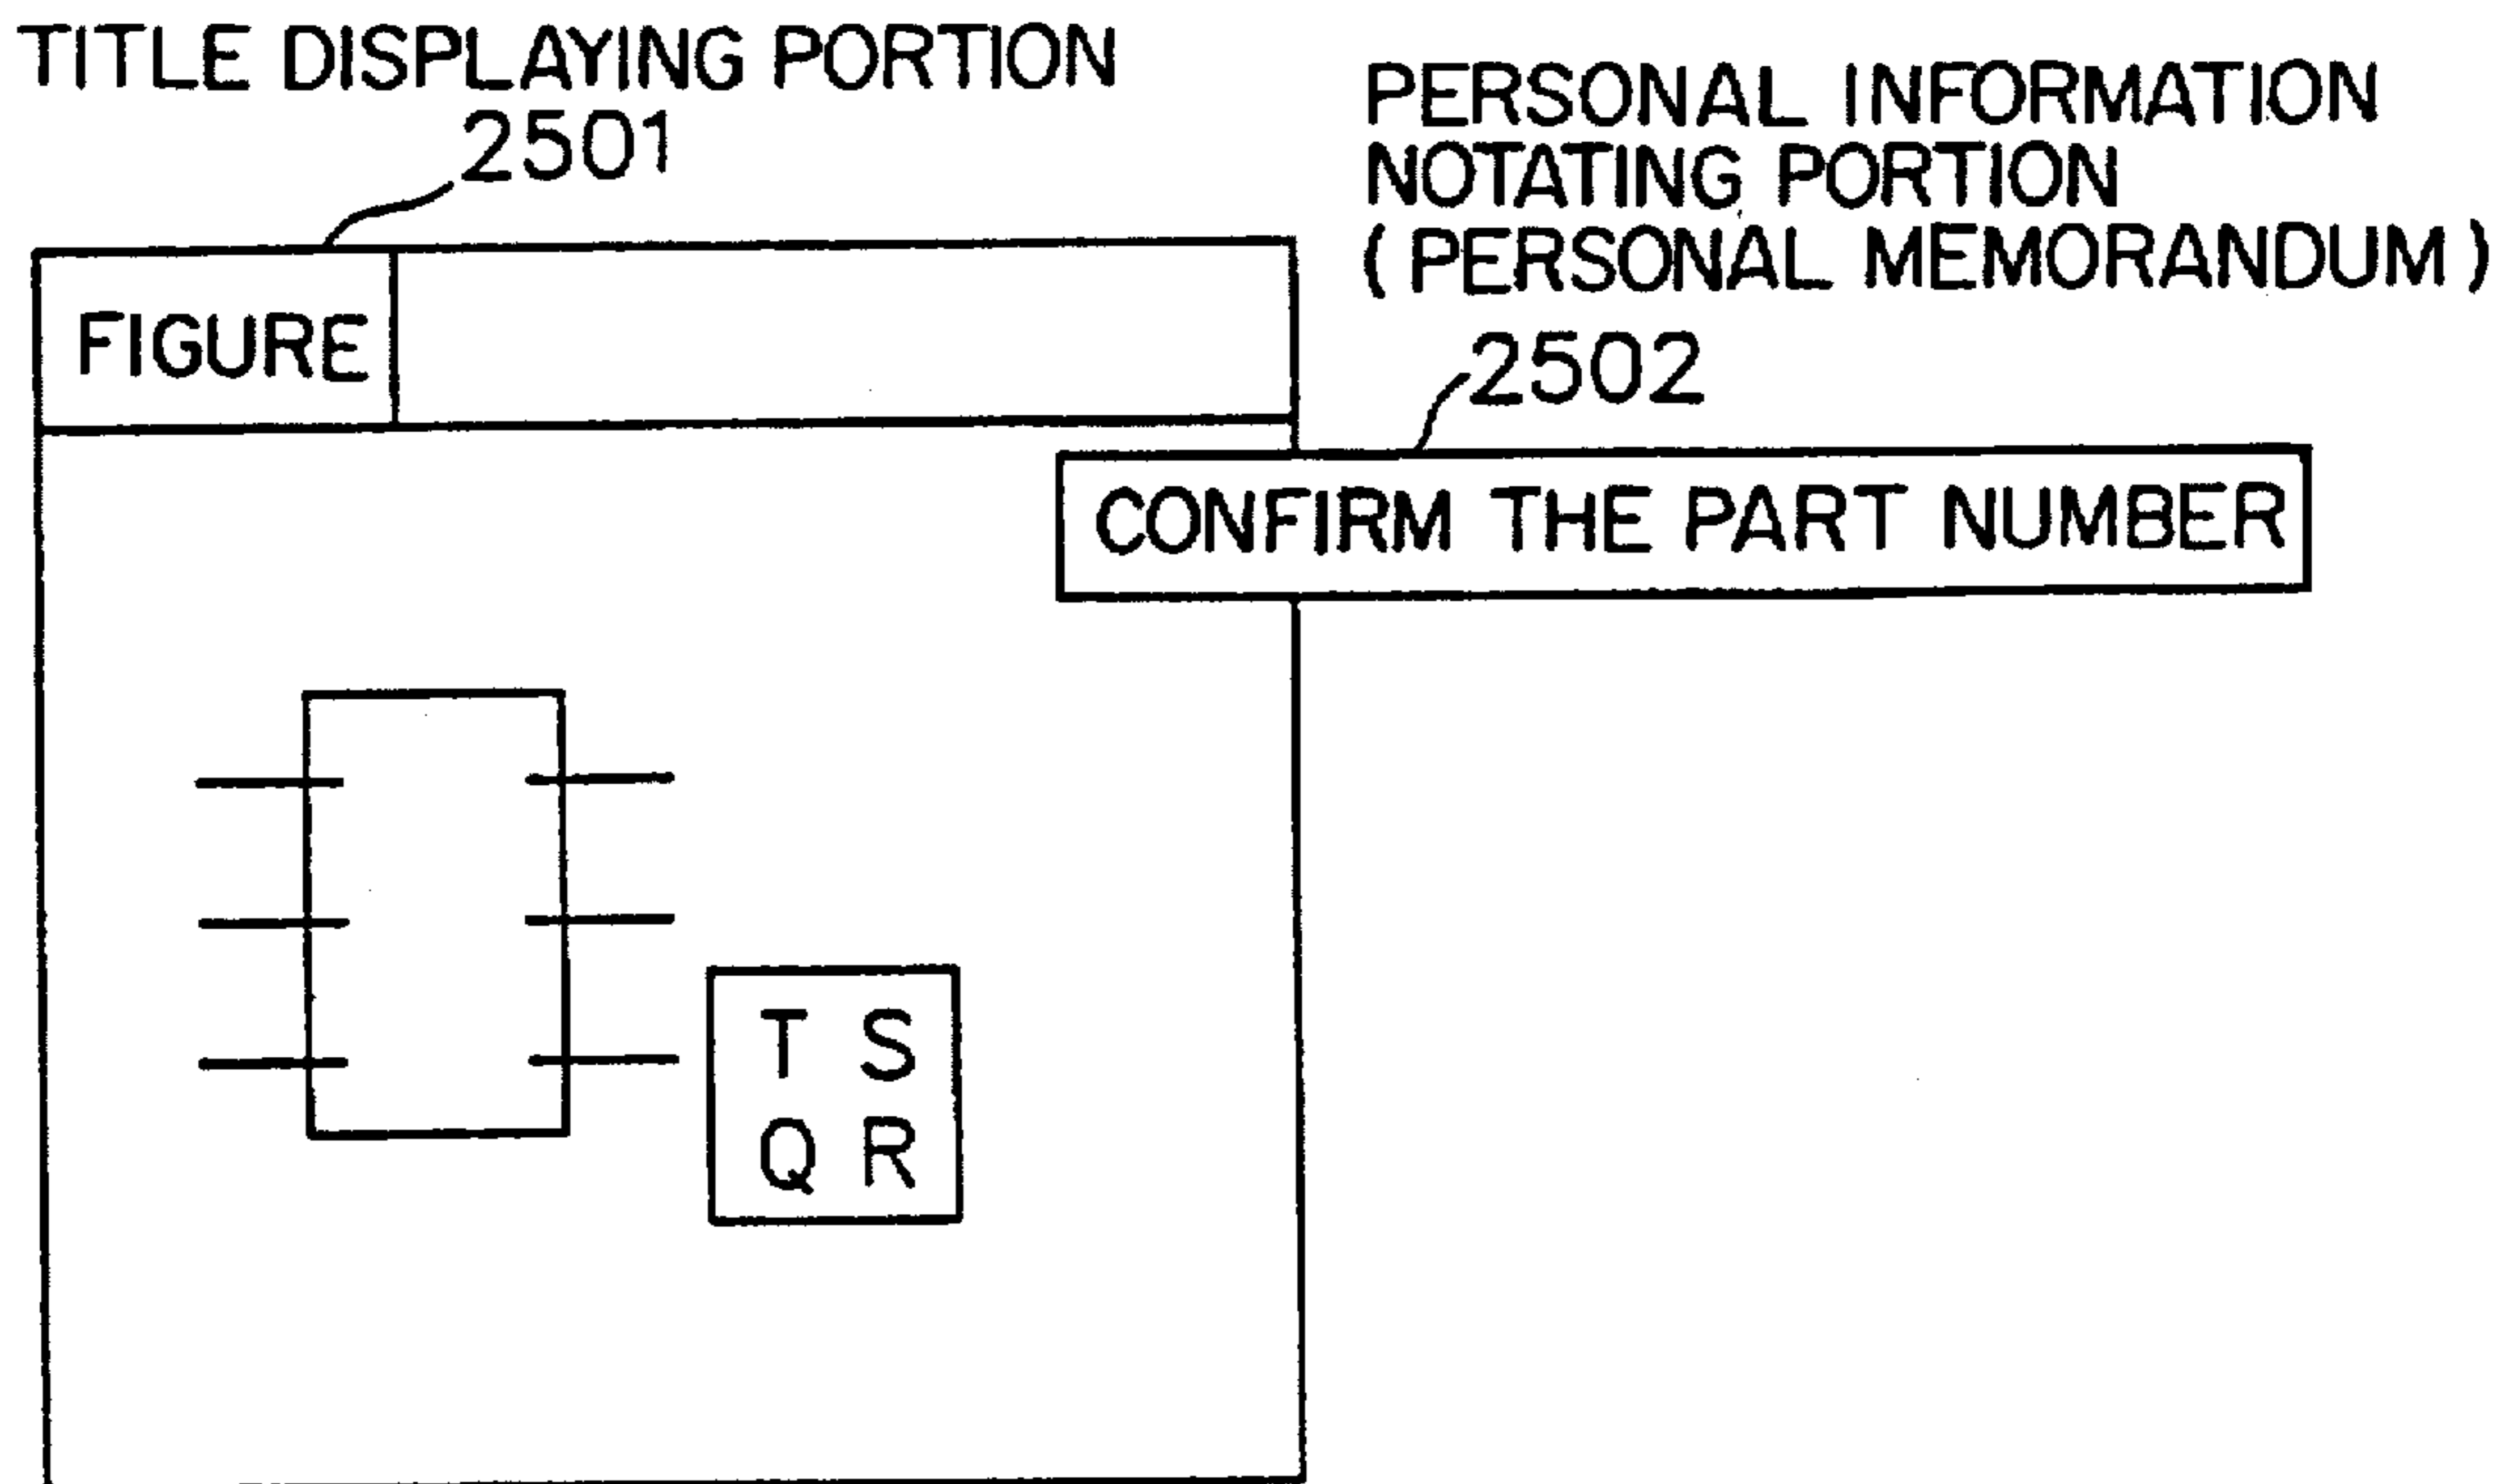 TITLE DISPLAYING PORTION
2501
PERSONAL INFORMATION
NOTATING PORTION
(PERSONAL MEMORANDUM)
2502
FIGURE
CONFIRM THE PART NUMBER
T S
Q R